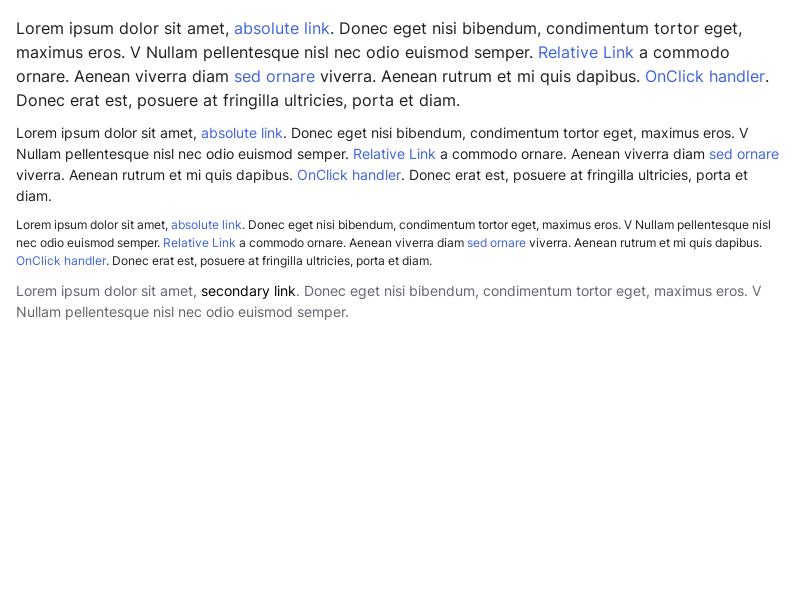 Lorem ipsum dolor sit amet, absolute link. Donec eget nisi bibendum, condimentum tortor eget,
maximus eros. V Nullam pellentesque nisl nec odio euismod semper. Relative Link a commodo
ornare. Aenean viverra diam sed ornare viverra. Aenean rutrum et mi quis dapibus. OnClick handler.
Donec erat est, posuere at fringilla ultricies, porta et diam.
Lorem ipsum dolor sit amet, absolute link. Donec eget nisi bibendum, condimentum tortor eget, maximus eros. V
Nullam pellentesque nisl nec odio euismod semper. Relative Link a commodo ornare. Aenean viverra diam sed ornare
viverra. Aenean rutrum et mi quis dapibus. OnClick handler. Donec erat est, posuere at fringilla ultricies, porta et
diam.
Lorem ipsum dolor sit amet, absolute link. Donec eget nisi bibendum, condimentum tortor eget, maximus eros. V Nullam pellentesque nisl
nec odio euismod semper. Relative Link a commodo ornare. Aenean viverra diam sed ornare viverra. Aenean rutrum et mi quis dapibus.
OnClick handler. Donec erat est, posuere at fringilla ultricies, porta et diam.
Lorem ipsum dolor sit amet, secondary link. Donec eget nisi bibendum, condimentum tortor eget, maximus eros. V
Nullam pellentesque nisl nec odio euismod semper.